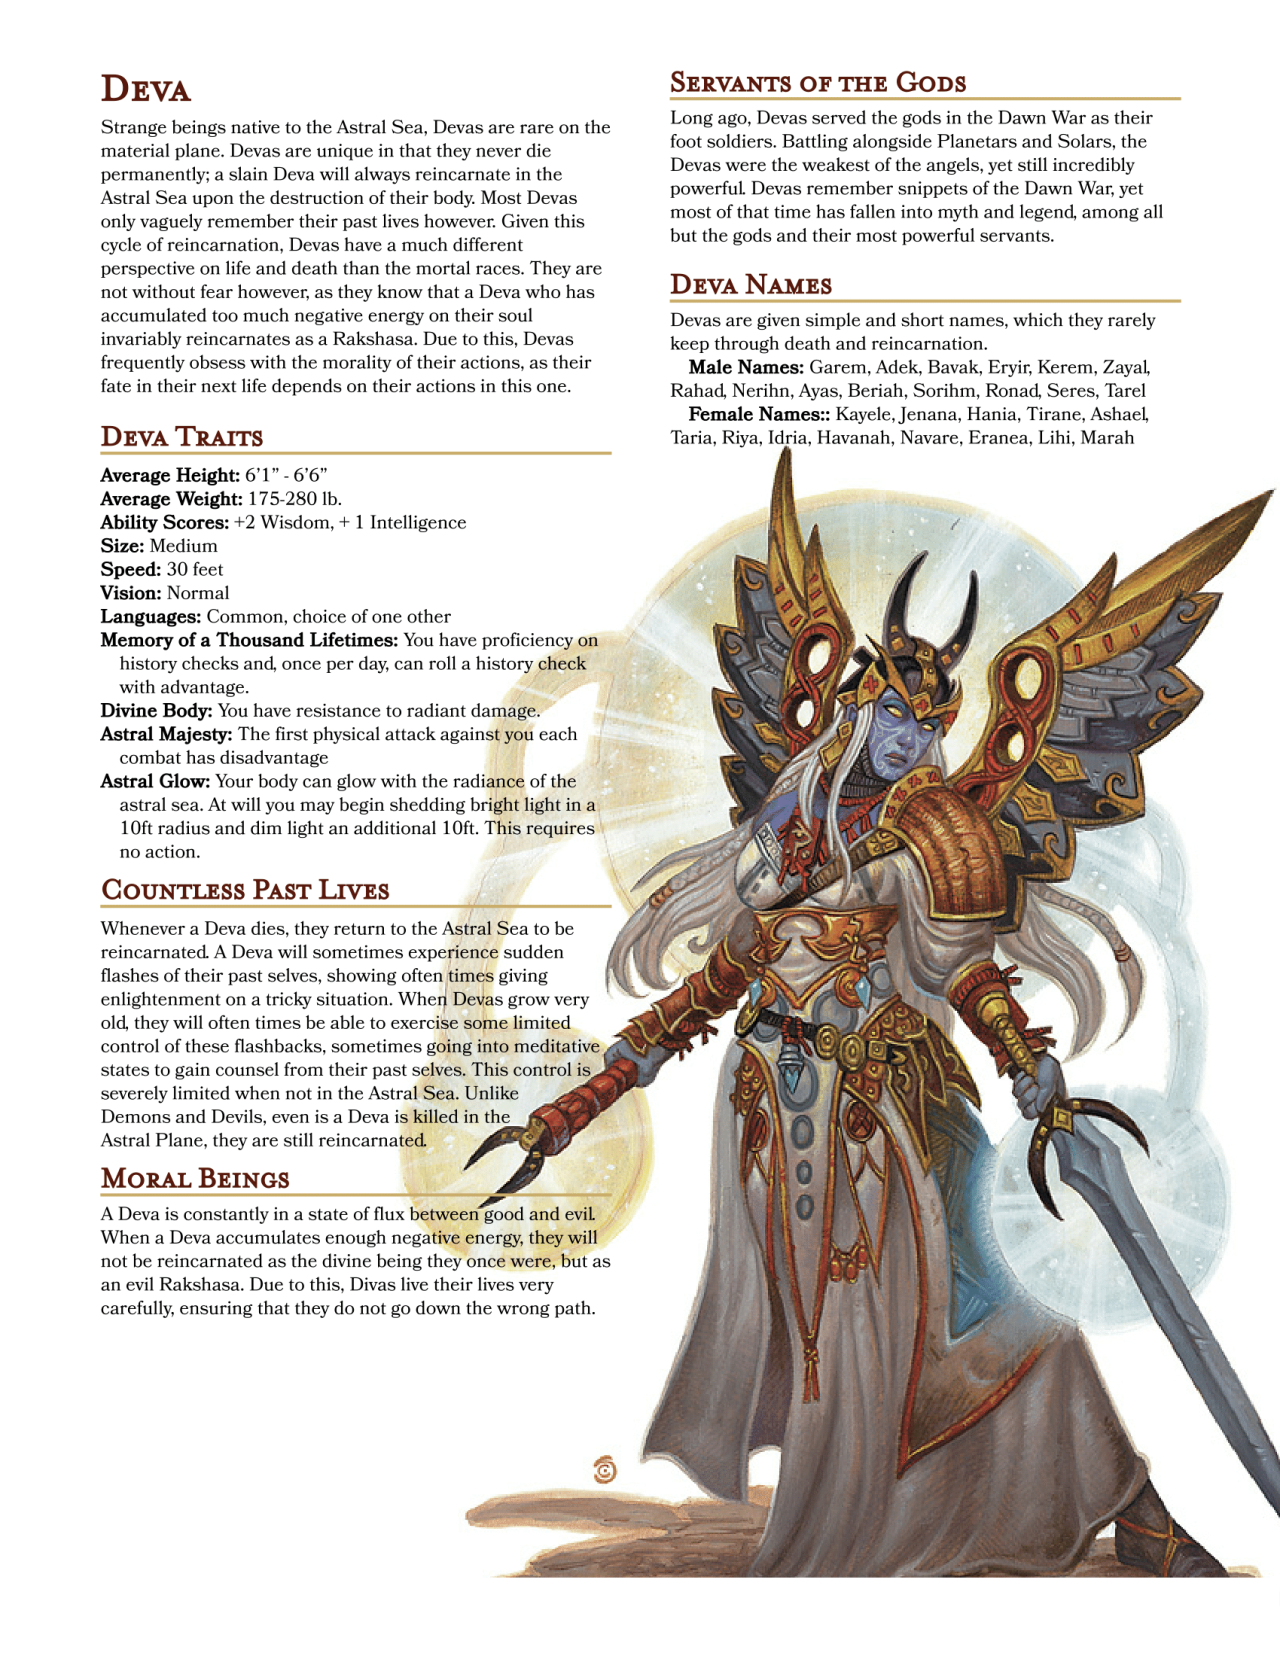 Deva
Strange beings native to the Astral Sea, Devas are rare on the
material plane. Devas are unique in that they never die
permanently; a slain Deva will always reincarnate in the
Astral Sea upon the destruction of their body. Most Devas
only vaguely remember their past lives however. Given this
cycle of reincarnation, Devas have a much different
perspective on life and death than the mortal races. They are
not without fear however, as they know that a Deva who has
accumulated too much negative energy on their soul
invariably reincarnates as a Rakshasa. Due to this, Devas
frequently obsess with the morality of their actions, as their
fate in their next life depends on their actions in this one.
Deva Traits
Average Height: 6'1” - 6'6”
Average Weight: 175-280 lb.
Ability Scores: +2 Wisdom, + 1 Intelligence
Size: Medium
Speed: 30 feet
Vision: Normal
Languages: Common, choice of one other
Memory of a Thousand Lifetimes: You have proficiency on
history checks and, once per day, can roll a history check
with advantage.
Divine Body: You have resistance to radiant damage.
Astral Majesty: The first physical attack against you each
combat has disadvantage
Astral Glow: Your body can glow with the radiance of the
astral sea. At will you may begin shedding bright light in a
10ft radius and dim light an additional 10ft. This requires
no action.
Countless Past Lives
Whenever a Deva dies, they return to the Astral Sea to be
reincarnated. A Deva will sometimes experience sudden
flashes of their past selves, showing often times giving
enlightenment on a tricky situation. When Devas grow very
old, they will often times be able to exercise some limited
control of these flashbacks, sometimes going into meditative
states to gain counsel from their past selves. This control is
severely limited when not in the Astral Sea. Unlike
Demons and Devils, even is a Deva is killed in the
Astral Plane, they are still reincarnated.
Moral Beings
A Deva is constantly in a state of flux between good and evil.
When a Deva accumulates enough negative energy, they will
not be reincarnated as the divine being they once were, but as
an evil Rakshasa. Due to this, Divas live their lives very
carefully, ensuring that they do not go down the wrong path.
Servants of the Gods
Long ago, Devas served the gods in the Dawn War as their
foot soldiers. Battling alongside Planetars and Solars, the
Devas were the weakest of the angels, yet still incredibly
powerful. Devas remember snippets of the Dawn War, yet
most of that time has fallen into myth and legend, among all
but the gods and their most powerful servants.
Deva Names
Devas are given simple and short names, which they rarely
keep through death and reincarnation.
Male Names: Garem, Adek, Bavak, Eryir, Kerem, Zayal,
Rahad, Nerihn, Ayas, Beriah, Sorihm, Ronad, Seres, Tarel
Female Names:: Kayele, Jenana, Hania, Tirane, Ashael,
Taria, Riya, Idria, Havanah, Navare, Eranea, Lihi, Marah